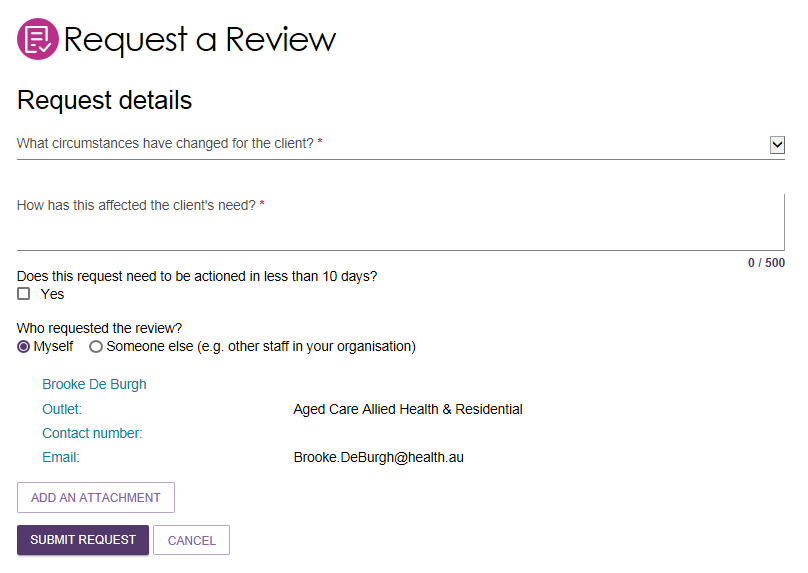 Request a Review
Request details
What circumstances have changed for the client? *
How has this affected the client's need? *
0 / 500
Does this request need to be actioned in less than 10 days?
Yes
Who requested the review?
Myself Someone else (e.g. other staff in your organisation)
Brooke De Burgh
Outlet: Aged Care Allied Health & Residential
Contact number:
Email: Brooke.DeBurgh@health.au
ADD AN ATTACHMENT
SUBMIT REQUEST CANCEL